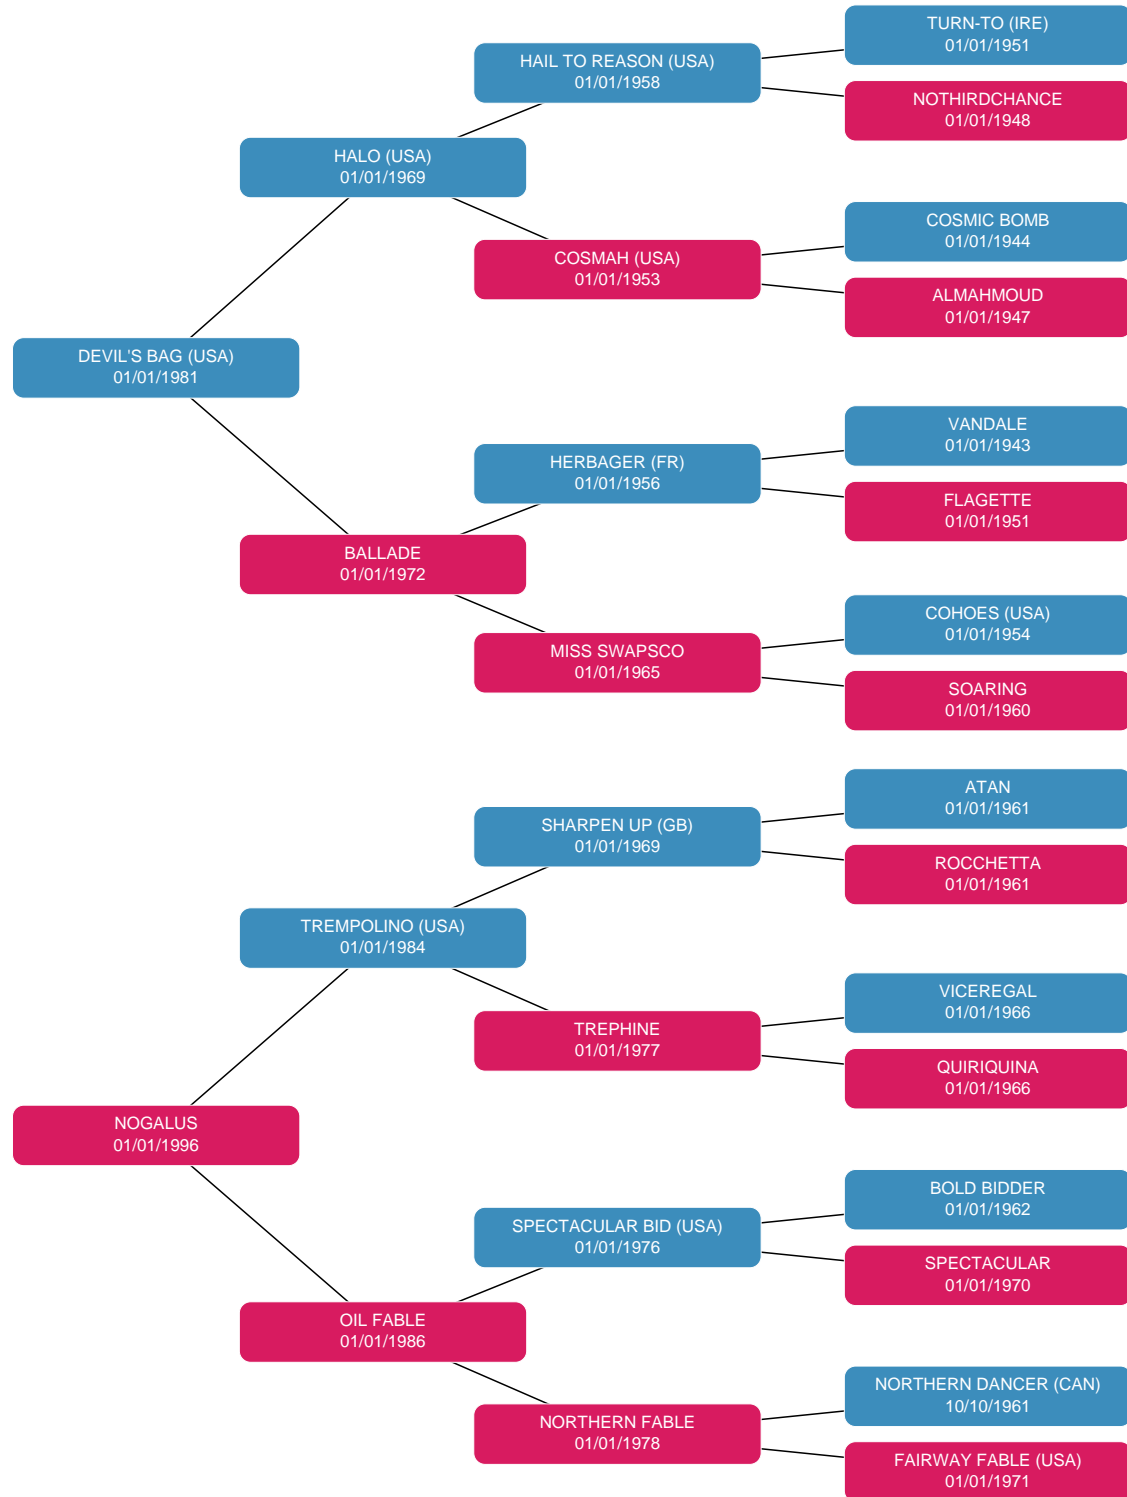 TURN-TO (IRE)
01/01/1951
HAIL TO REASON (USA)
01/01/1958
NOTHIRDCHANCE
01/01/1948
HALO (USA)
01/01/1969
COSMIC BOMB
01/01/1944
COSMAH (USA)
01/01/1953
ALMAHMOUD
01/01/1947
DEVIL'S BAG (USA)
01/01/1981
VANDALE
01/01/1943
HERBAGER (FR)
01/01/1956
FLAGETTE
01/01/1951
BALLADE
01/01/1972
COHOES (USA)
01/01/1954
MISS SWAPSCO
01/01/1965
SOARING
01/01/1960
ATAN
01/01/1961
SHARPEN UP (GB)
01/01/1969
ROCCHETTA
01/01/1961
TREMPOLINO (USA)
01/01/1984
VICEREGAL
01/01/1966
TREPHINE
01/01/1977
QUIRIQUINA
01/01/1966
NOGALUS
01/01/1996
BOLD BIDDER
01/01/1962
SPECTACULAR BID (USA)
01/01/1976
SPECTACULAR
01/01/1970
OIL FABLE
01/01/1986
NORTHERN DANCER (CAN)
10/10/1961
NORTHERN FABLE
01/01/1978
FAIRWAY FABLE (USA)
01/01/1971